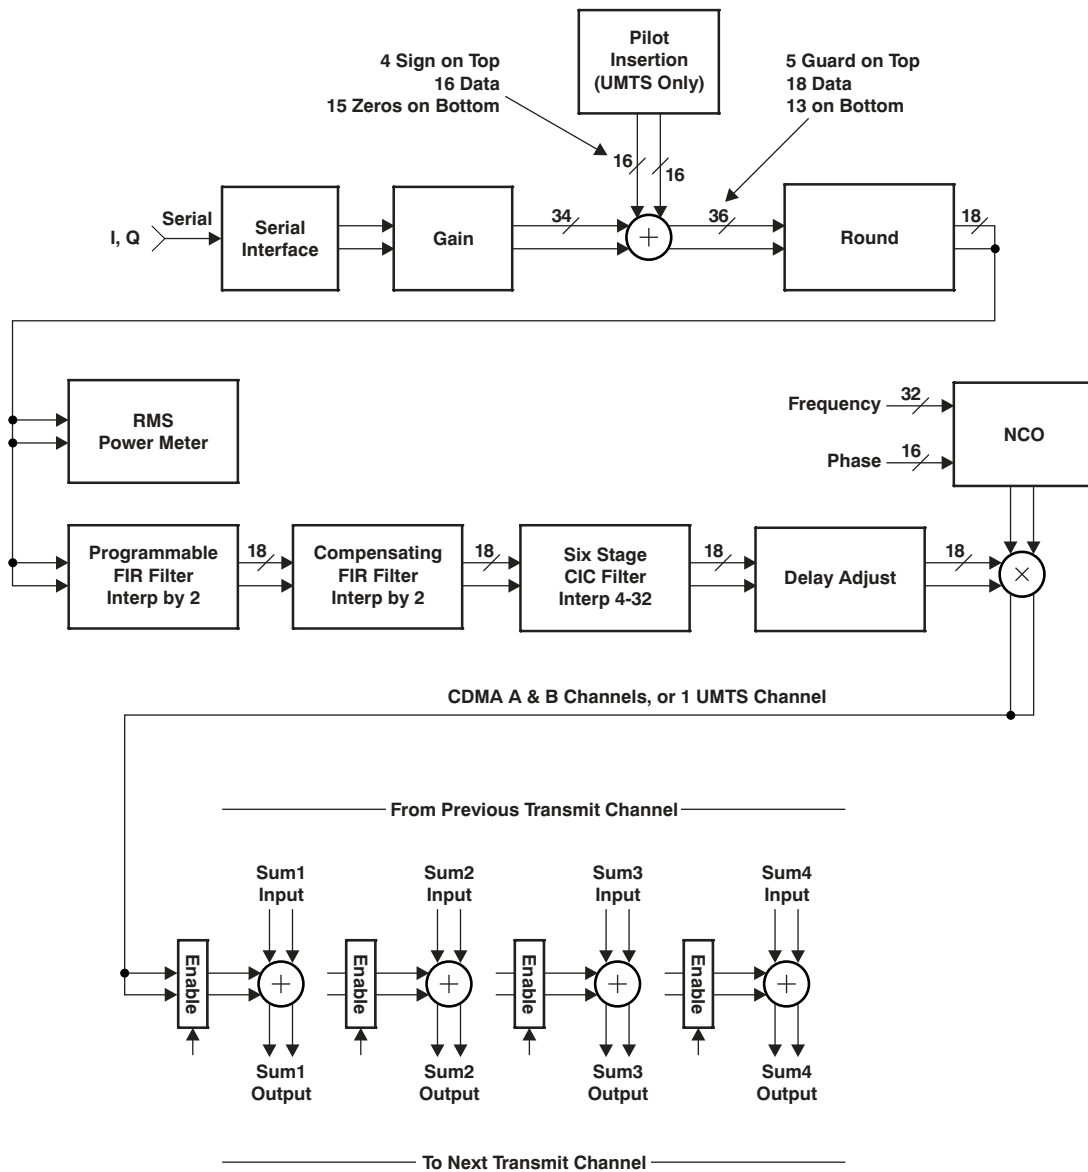 Pilot
Insertion
(UMTS Only)
4 Sign on Top
16 Data
15 Zeros on Bottom
5 Guard on Top
18 Data
13 on Bottom
16
16
I, Q
Serial
Serial
Interface
Gain
34
+
36
Round
18
RMS
Power Meter
Frequency
32
Phase
16
NCO
Programmable
FIR Filter
Interp by 2
18
Compensating
FIR Filter
Interp by 2
18
Six Stage
CIC Filter
Interp 4-32
18
Delay Adjust
18
×
CDMA A & B Channels, or 1 UMTS Channel
From Previous Transmit Channel
Sum1
Input
Sum2
Input
Sum3
Input
Sum4
Input
Enable
+
Enable
+
Enable
+
Enable
+
Sum1
Output
Sum2
Output
Sum3
Output
Sum4
Output
To Next Transmit Channel